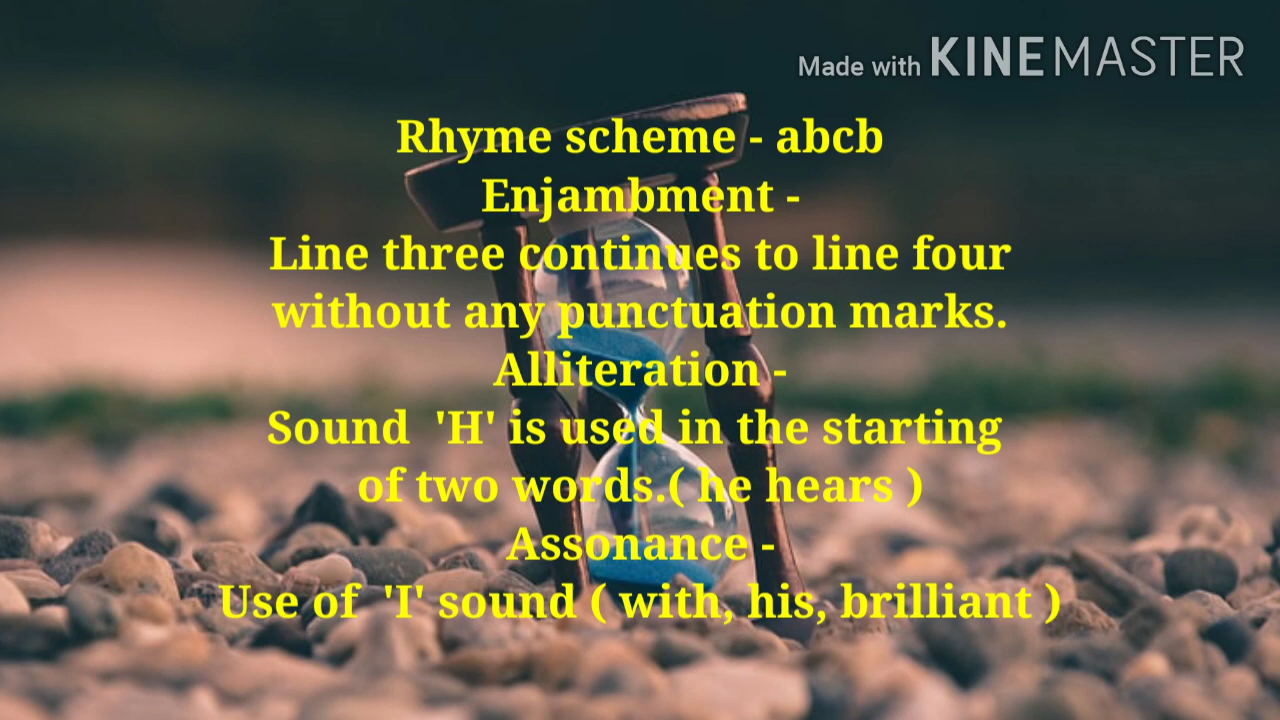 Made with KINEMASTER
Rhyme scheme - abcb
Enjambment -
Line three continues to line four
without any punctuation marks.
Alliteration -
Sound  'H' is used in the starting
of two words.( he hears )
Assonance -
Use of  'I' sound ( with, his, brilliant )